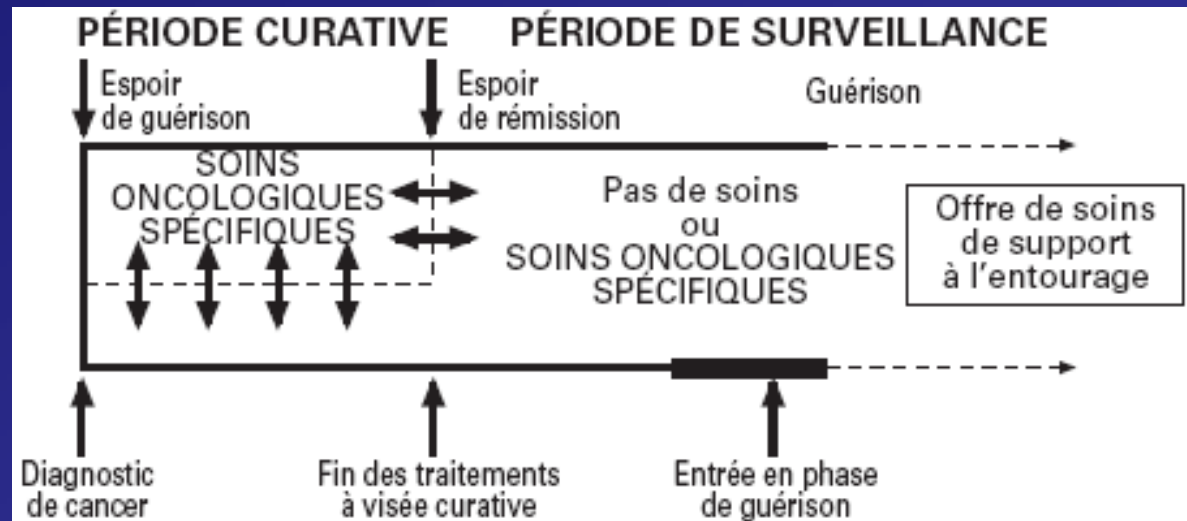 PÉRIODE CURATIVE
PÉRIODE DE SURVEILLANCE
Espoir
de guérison
Espoir
de rémission
Guérison
SOINS
ONCOLOGIQUES
SPÉCIFIQUES
Pas de soins
ou
SOINS ONCOLOGIQUES
SPÉCIFIQUES
Offre de soins
de support
à l'entourage
Diagnostic
de cancer
Fin des traitements
à visée curative
Entrée en phase
de guérison